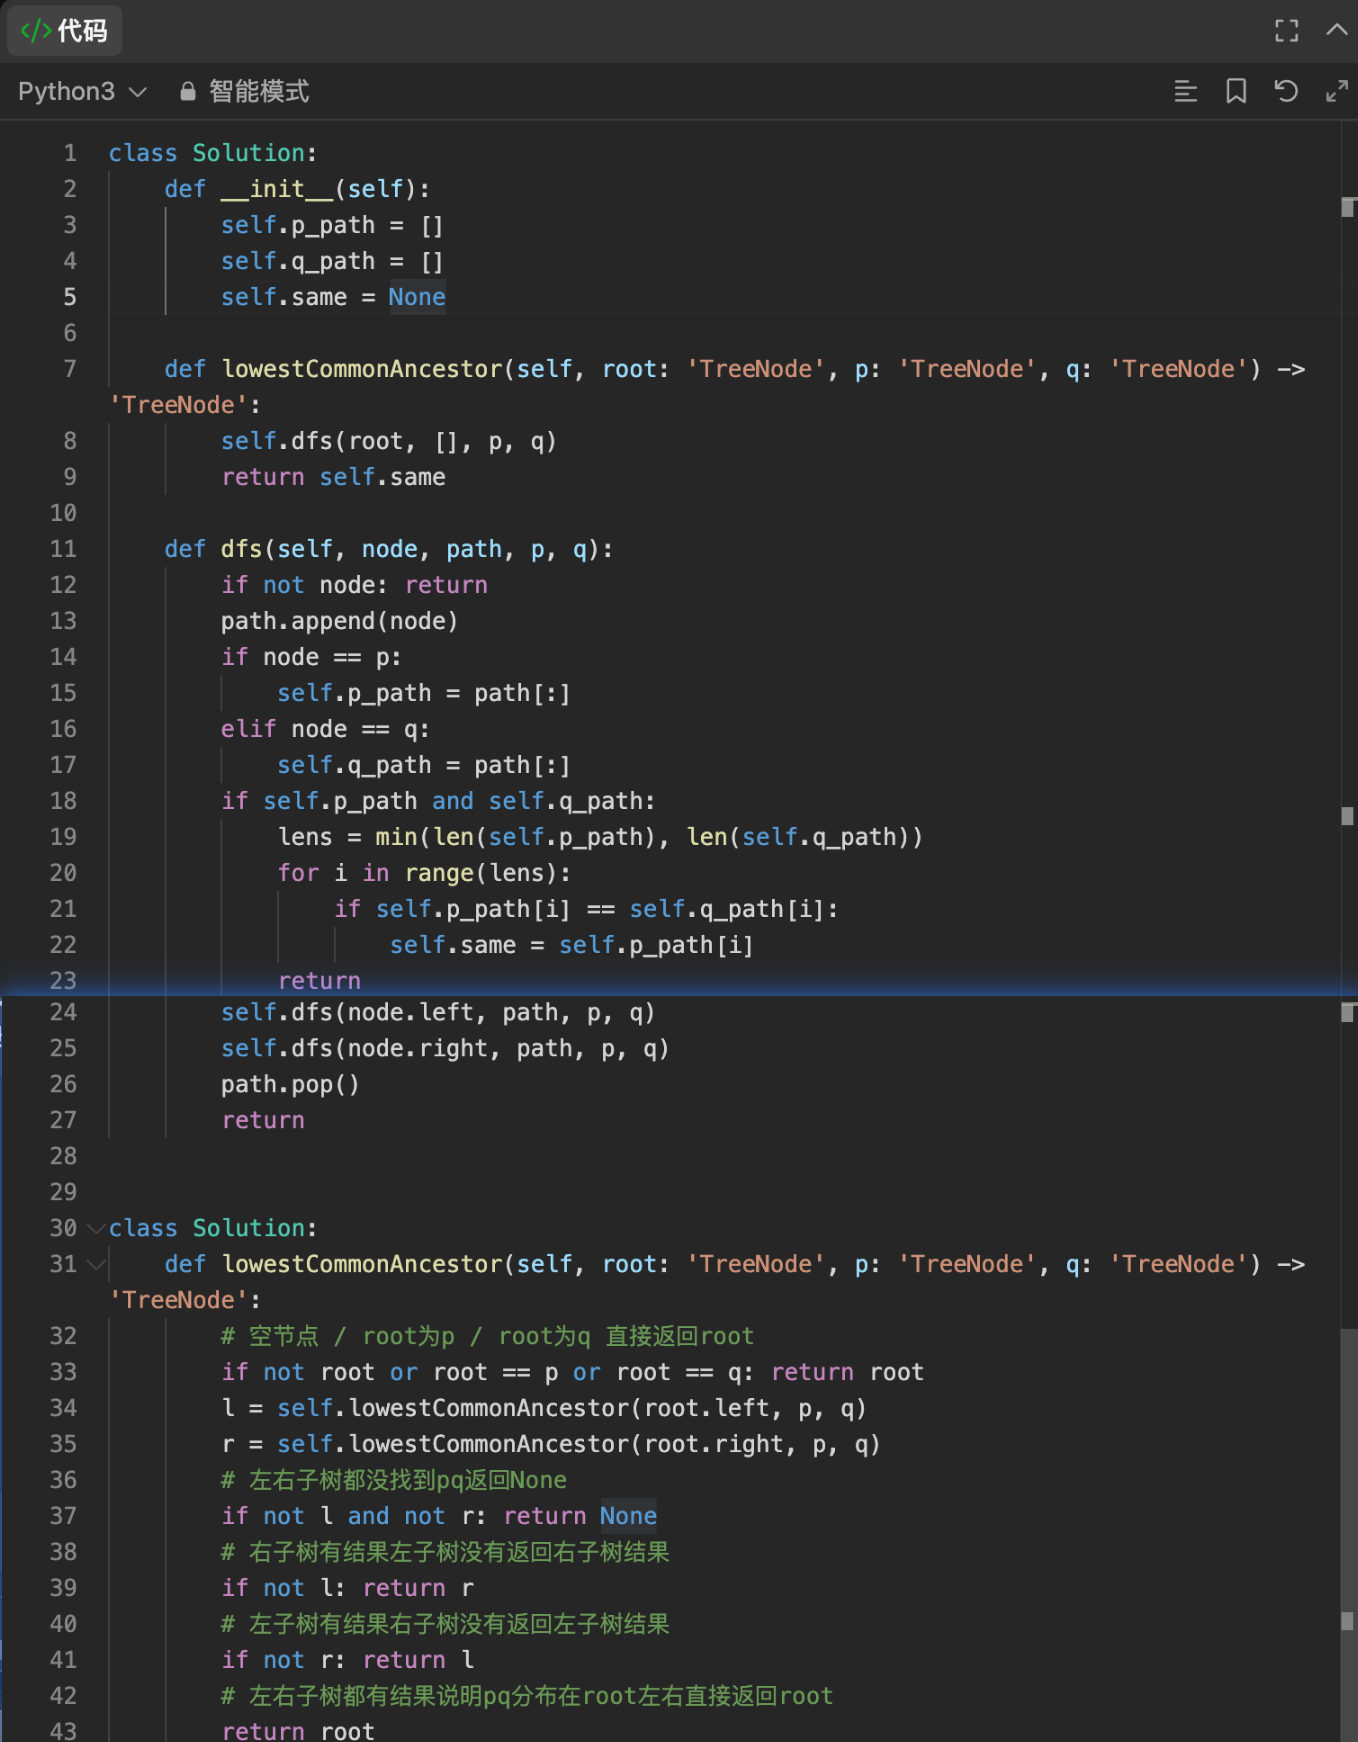 </> 代码
Python3 智能模式
1 class Solution:
2     def __init__(self):
3         self.p_path = []
4         self.q_path = []
5         self.same = None
6
7     def lowestCommonAncestor(self, root: 'TreeNode', p: 'TreeNode', q: 'TreeNode') ->
'TreeNode':
8         self.dfs(root, [], p, q)
9         return self.same
10
11     def dfs(self, node, path, p, q):
12         if not node: return
13         path.append(node)
14         if node == p:
15             self.p_path = path[:]
16         elif node == q:
17             self.q_path = path[:]
18         if self.p_path and self.q_path:
19             lens = min(len(self.p_path), len(self.q_path))
20             for i in range(lens):
21                 if self.p_path[i] == self.q_path[i]:
22                     self.same = self.p_path[i]
23             return
24         self.dfs(node.left, path, p, q)
25         self.dfs(node.right, path, p, q)
26         path.pop()
27         return
28
29
30 class Solution:
31     def lowestCommonAncestor(self, root: 'TreeNode', p: 'TreeNode', q: 'TreeNode') ->
'TreeNode':
32         # 空节点 / root为p / root为q 直接返回root
33         if not root or root == p or root == q: return root
34         l = self.lowestCommonAncestor(root.left, p, q)
35         r = self.lowestCommonAncestor(root.right, p, q)
36         # 左右子树都没找到pq返回None
37         if not l and not r: return None
38         # 右子树有结果左子树没有返回右子树结果
39         if not l: return r
40         # 左子树有结果右子树没有返回左子树结果
41         if not r: return l
42         # 左右子树都有结果说明pq分布在root左右直接返回root
43         return root